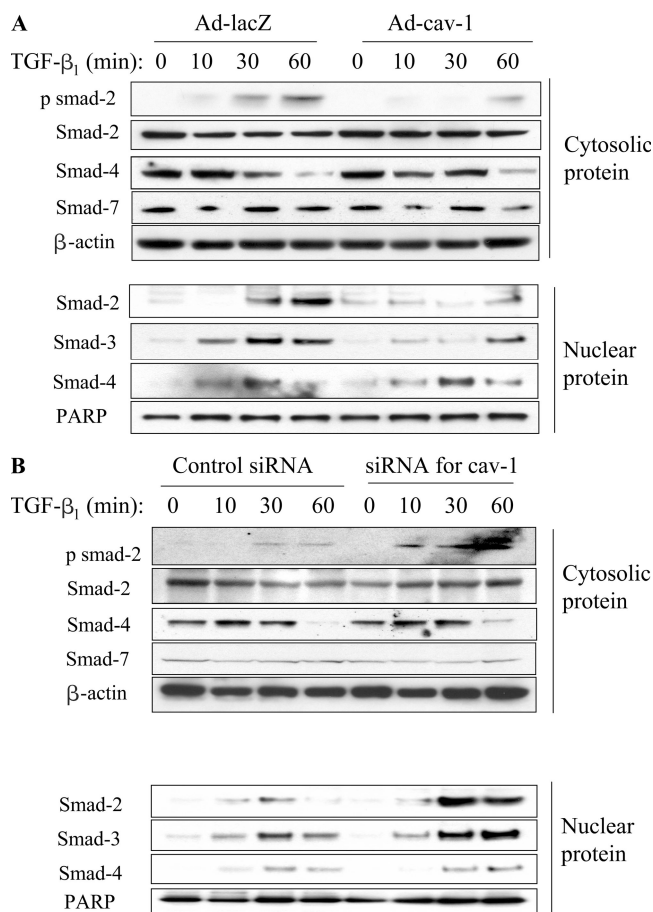 A
Ad-lacZ Ad-cav-1
TGF-β₁ (min): 0 10 30 60 0 10 30 60
p smad-2
Smad-2
Smad-4
Smad-7
β-actin
Cytosolic
protein
Smad-2
Smad-3
Smad-4
PARP
Nuclear
protein
B
Control siRNA siRNA for cav-1
TGF-β₁ (min): 0 10 30 60 0 10 30 60
p smad-2
Smad-2
Smad-4
Smad-7
β-actin
Cytosolic
protein
Smad-2
Smad-3
Smad-4
PARP
Nuclear
protein